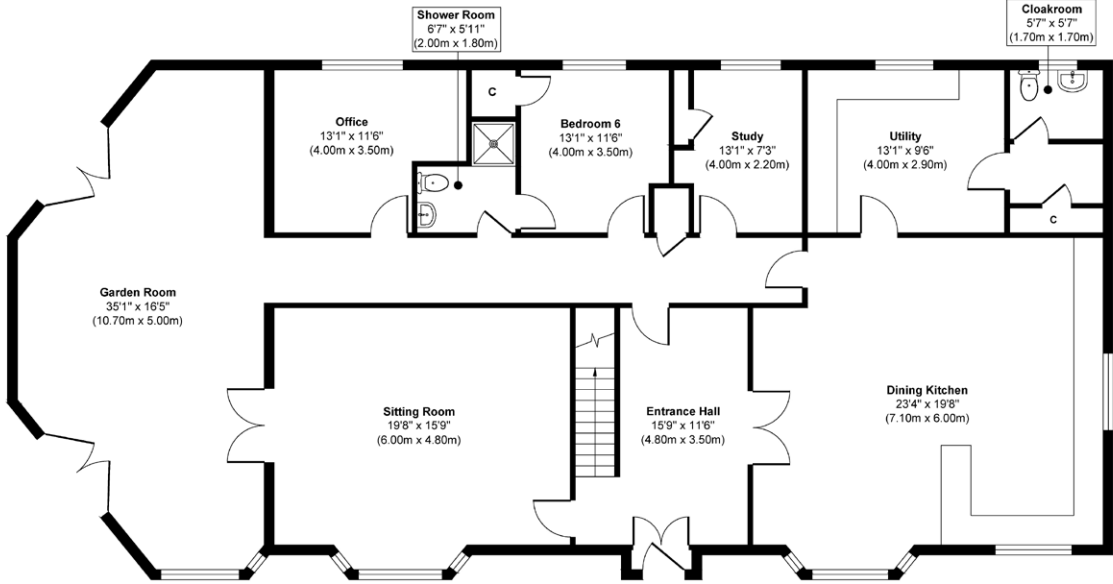 Shower Room
6'7" x 5'11"
(2.00m x 1.80m)
Cloakroom
5'7" x 5'7"
(1.70m x 1.70m)
C
Office
13'1" x 11'6"
(4.00m x 3.50m)
Bedroom 6
13'1" x 11'6"
(4.00m x 3.50m)
Study
13'1" x 7'3"
(4.00m x 2.20m)
Utility
13'1" x 9'6"
(4.00m x 2.90m)
C
Garden Room
35'1" x 16'5"
(10.70m x 5.00m)
Sitting Room
19'8" x 15'9"
(6.00m x 4.80m)
Entrance Hall
15'9" x 11'6"
(4.80m x 3.50m)
Dining Kitchen
23'4" x 19'8"
(7.10m x 6.00m)